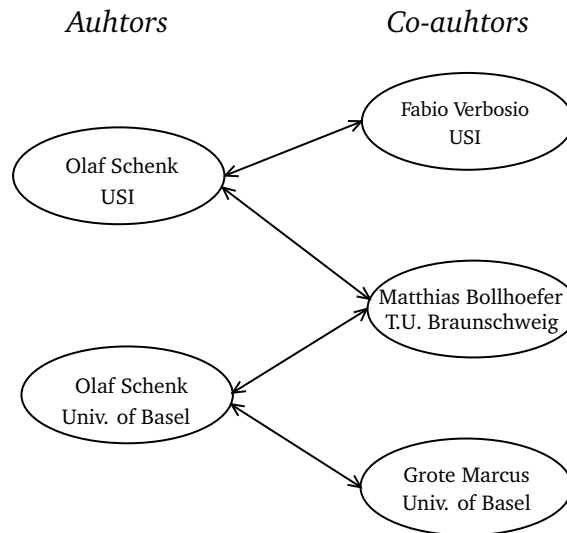 Auhtors
Co-auhtors
Fabio Verbosio
USI
Olaf Schenk
USI
Matthias Bollhoefer
T.U. Braunschweig
Olaf Schenk
Univ. of Basel
Grote Marcus
Univ. of Basel